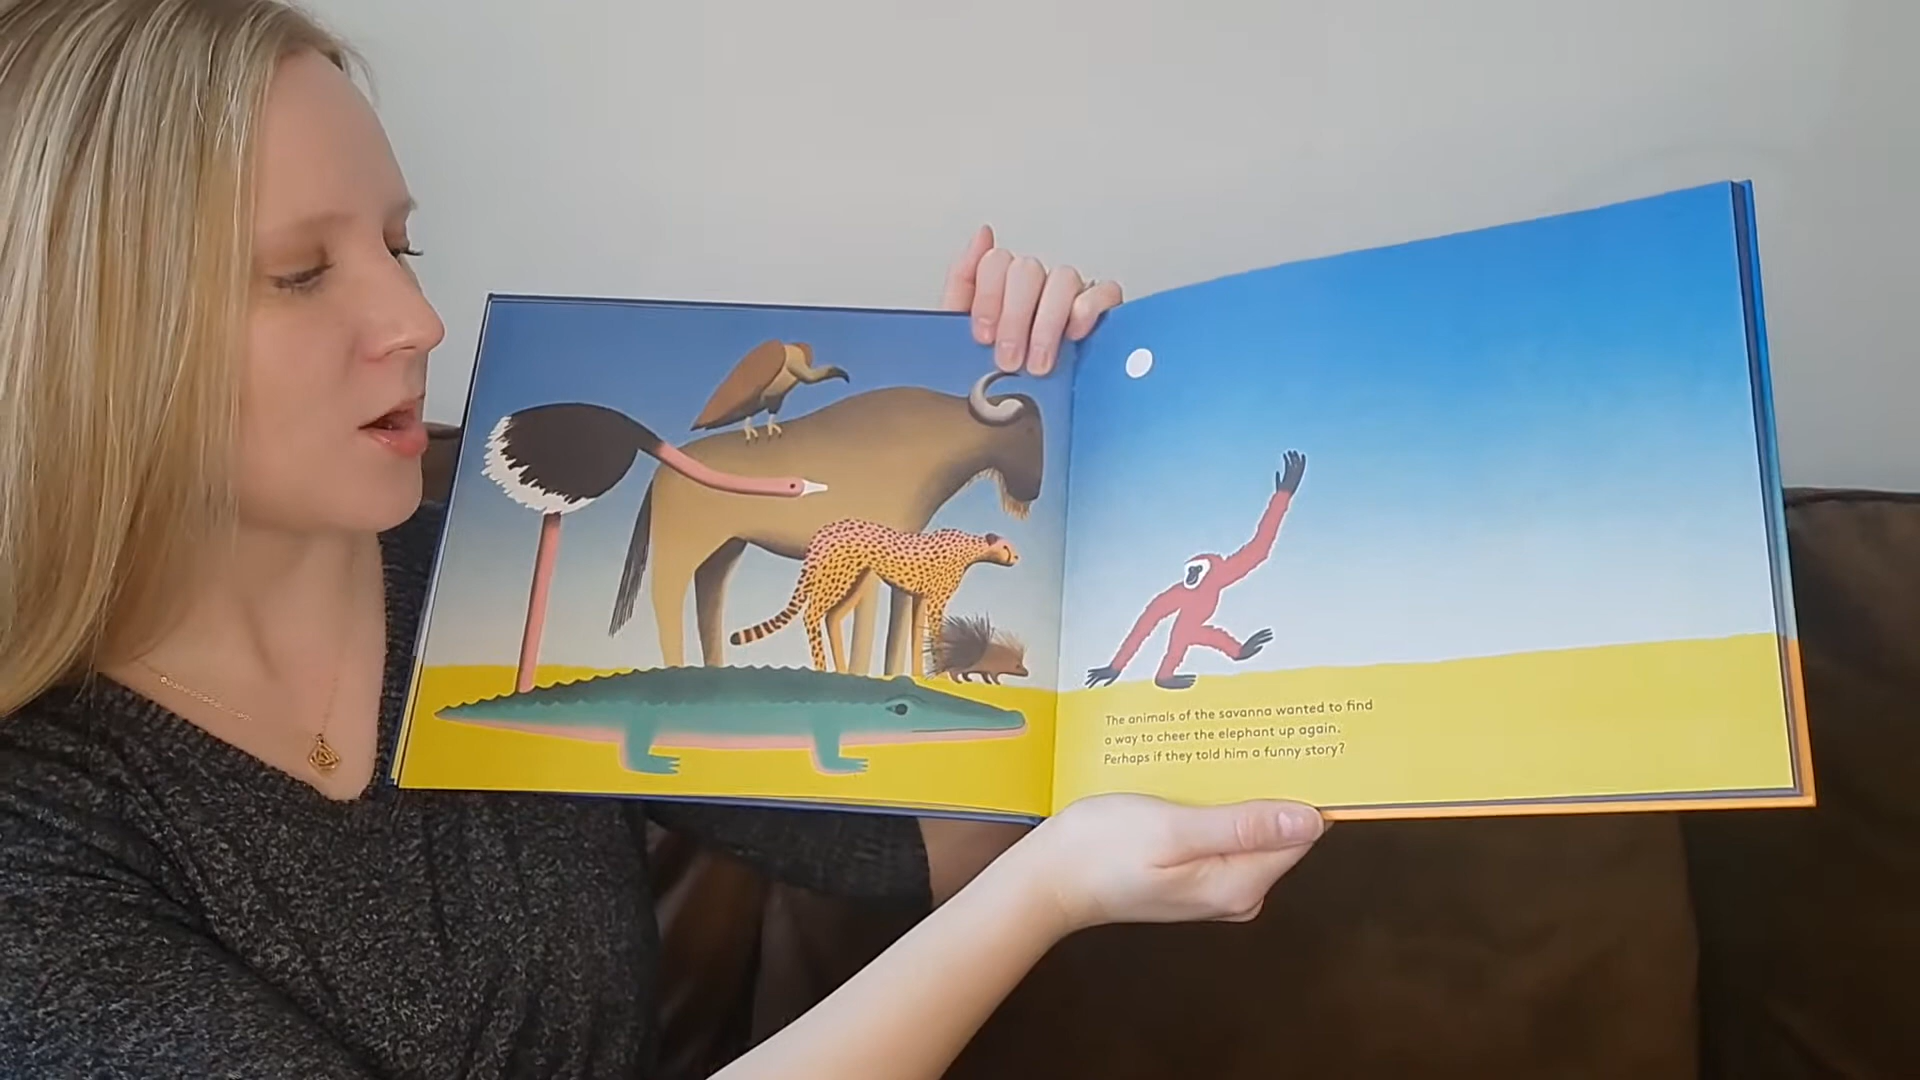 The animals of the savanna wanted to find
a way to cheer the elephant up again.
Perhaps if they told him a funny story?